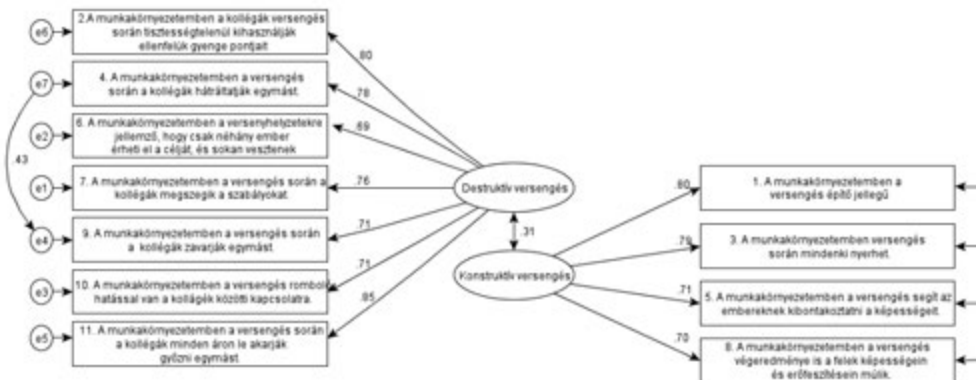 e6
2.A munkakörnyezetemben a kollégák versengés
során tisztességtelenül kihasználják
ellenfelük gyenge pontjait
.80
e7
4. A munkakörnyezetemben a versengés
során a kollégák hátráltatják egymást.
.78
e2
6. A munkakörnyezetemben a versenyhelyzetekre
jellemző, hogy csak néhány ember
érheti el a célját, és sokan vesztenek
.69
.43
e1
7. A munkakörnyezetemben a versengés során a
kollégák megszegik a szabályokat.
.76
e4
9. A munkakörnyezetemben a versengés során
a kollégák zavarják egymást.
.71
e3
10. A munkakörnyezetemben a versengés romboló
hatással van a kollágék közötti kapcsolatra.
.71
e5
11. A munkakörnyezetemben a versengés során
a kollégák minden áron le akarják
győzni egymást.
.85
Destruktív versengés
.31
Konstruktív versengés
.80
1. A munkakörnyezetemben a
versengés építő jellegű
.79
3. A munkakörnyezetemben versengés
során mindenki nyerhet.
.71
5. A munkakörnyezetemben a versengés segít az
embereknek kibontakoztatni a képességeit.
.70
8. A munkakörnyezetemben a versengés
végeredménye is a felek képességein
és erőfeszítésein múlik.